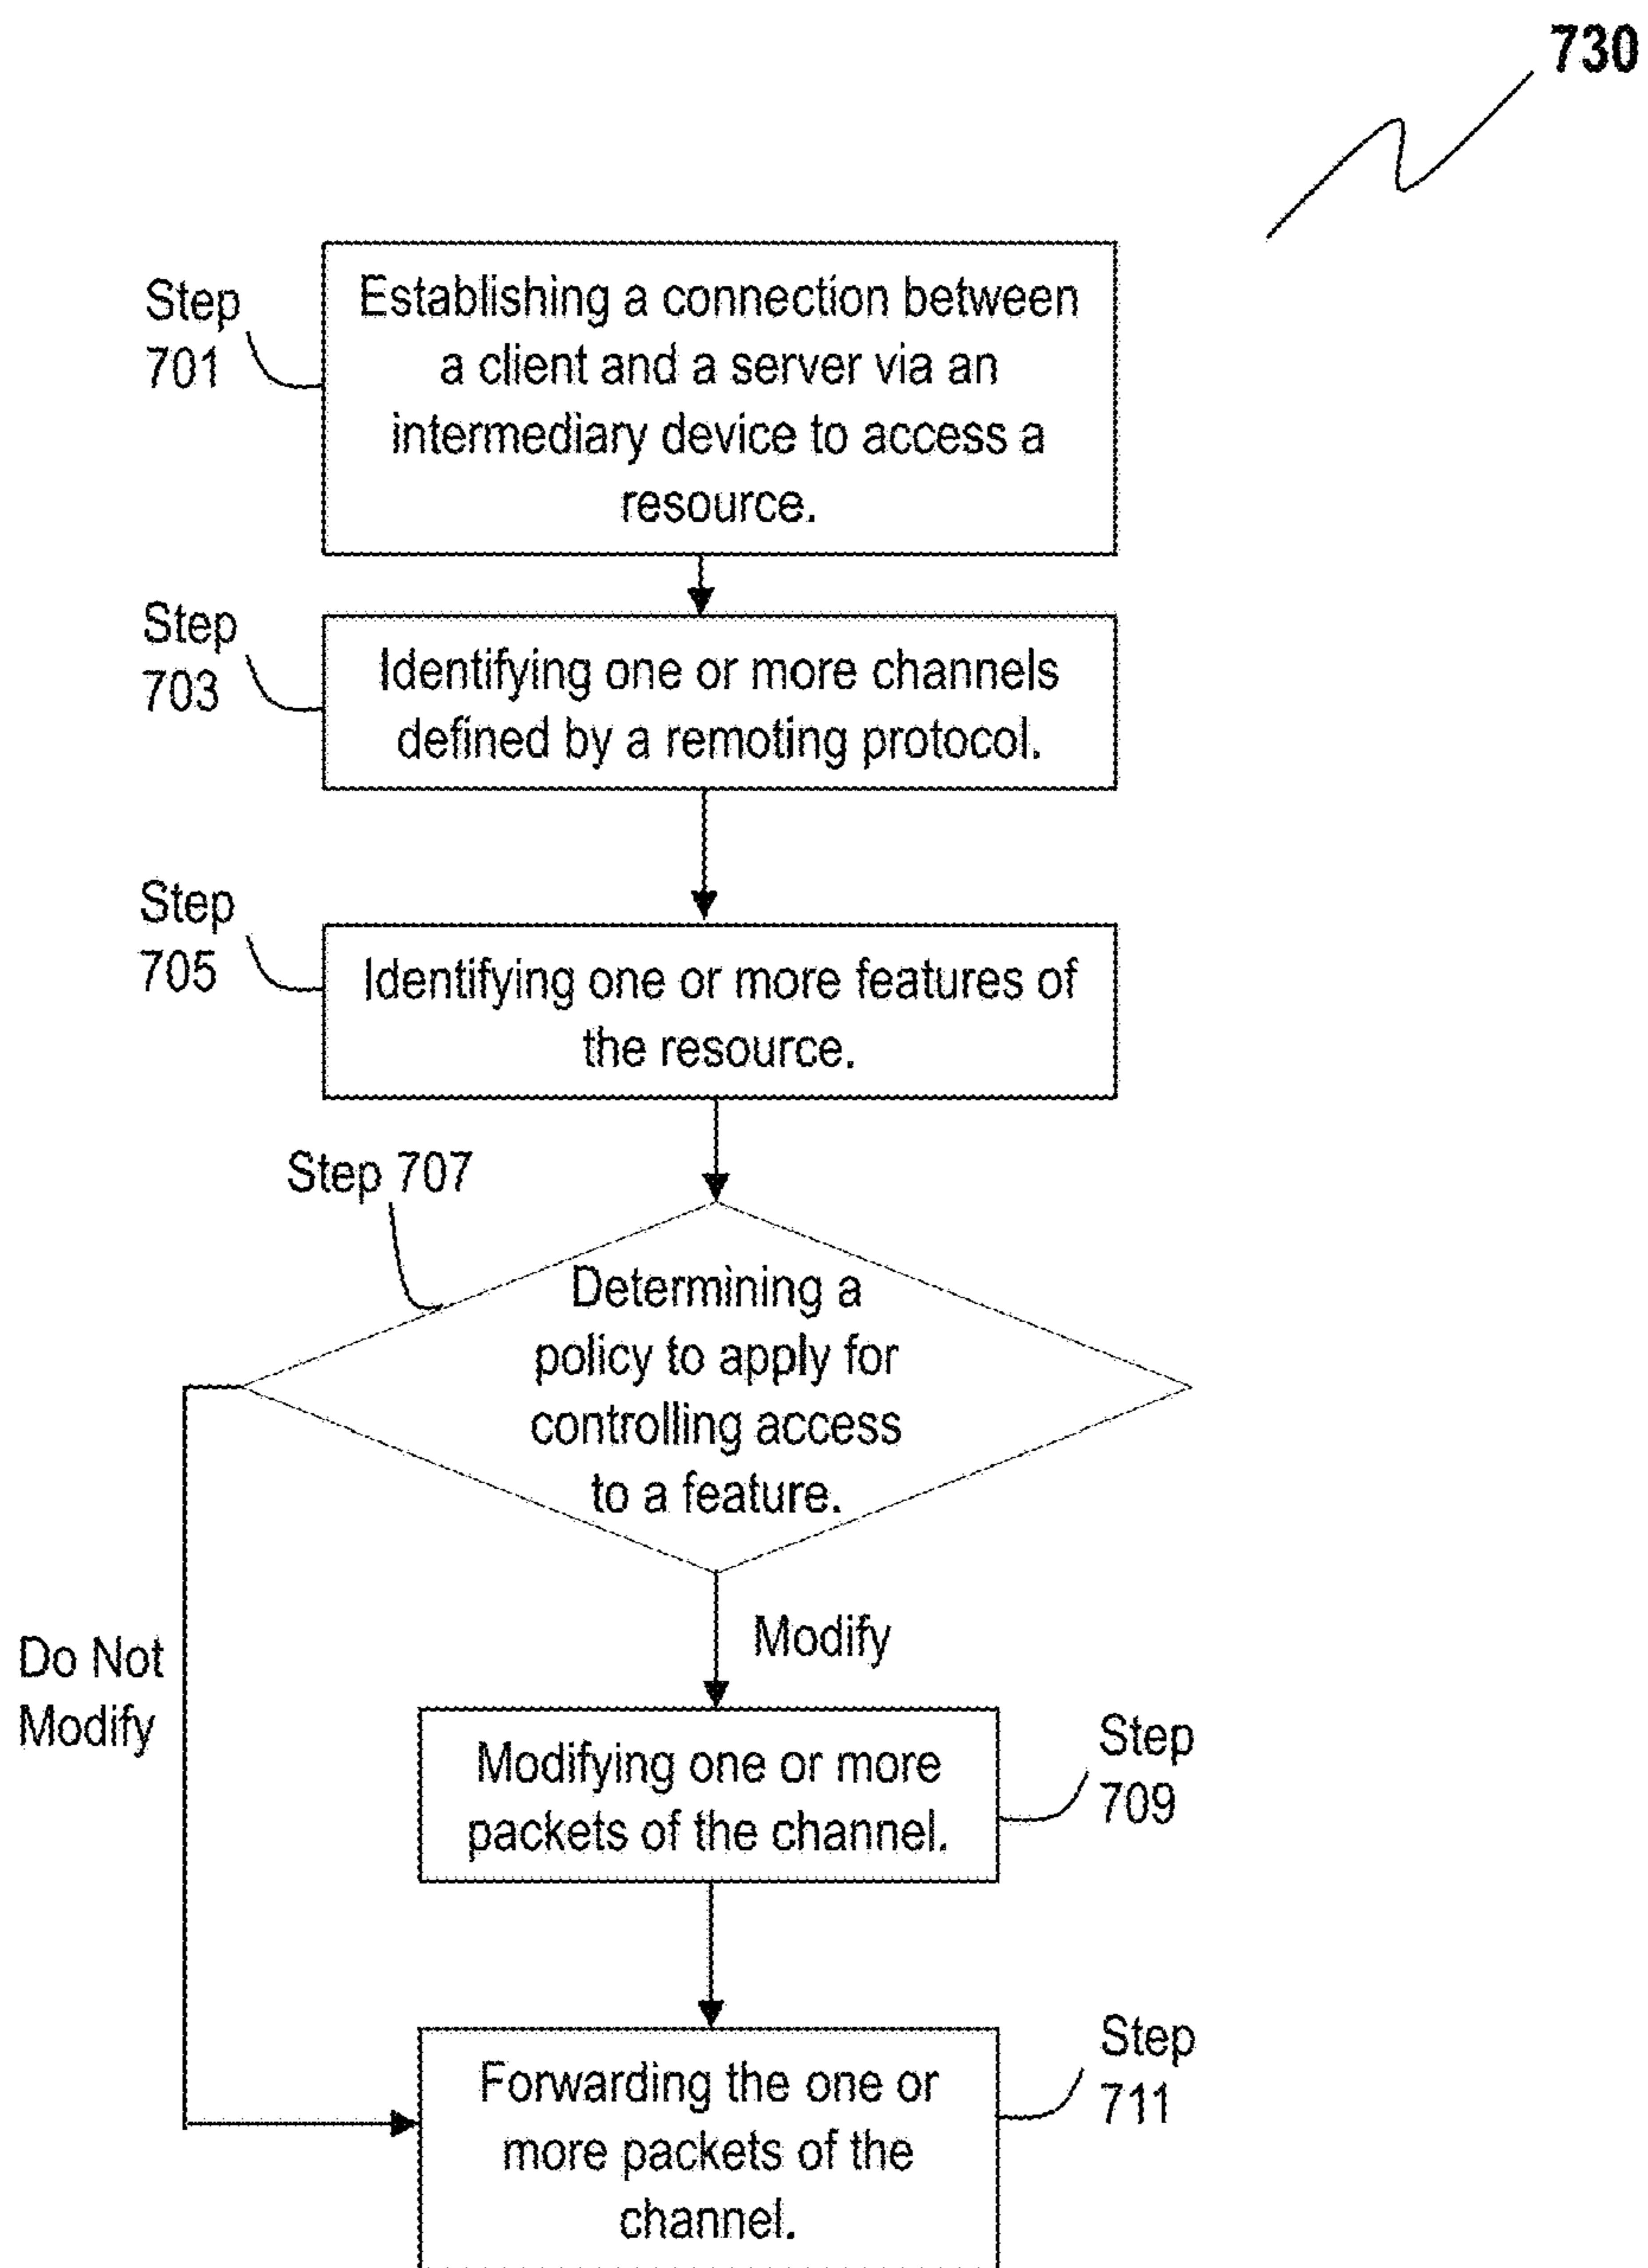 730
Step
701
Establishing a connection between
a client and a server via an
intermediary device to access a
resource.
Step
703
Identifying one or more channels
defined by a remoting protocol.
Step
705
Identifying one or more features of
the resource.
Step 707
Determining a
policy to apply for
controlling access
to a feature.
Do Not
Modify
Modify
Modifying one or more
packets of the channel.
Step
709
Forwarding the one or
more packets of the
channel.
Step
711